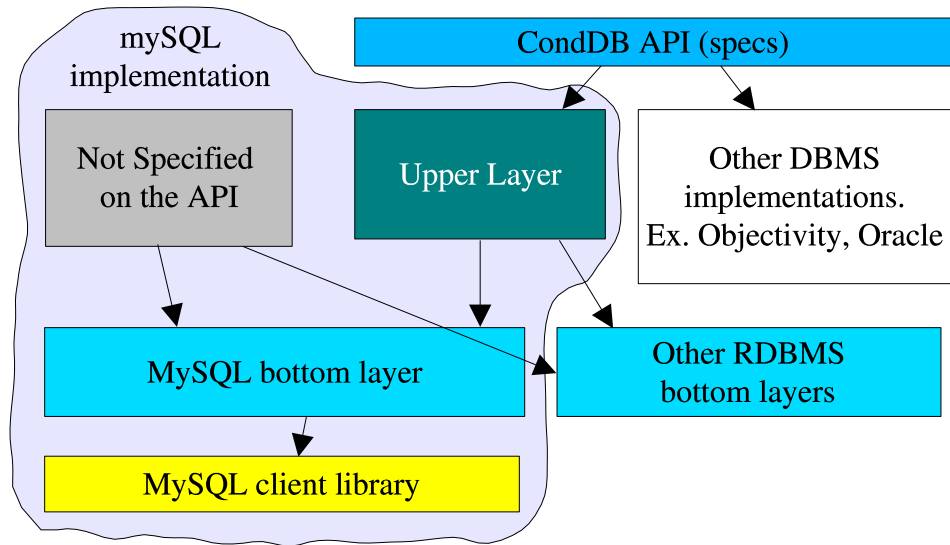 mySQL
implementation
CondDB API (specs)
Not Specified
on the API
Upper Layer
Other DBMS
implementations.
Ex. Objectivity, Oracle
MySQL bottom layer
Other RDBMS
bottom layers
MySQL client library